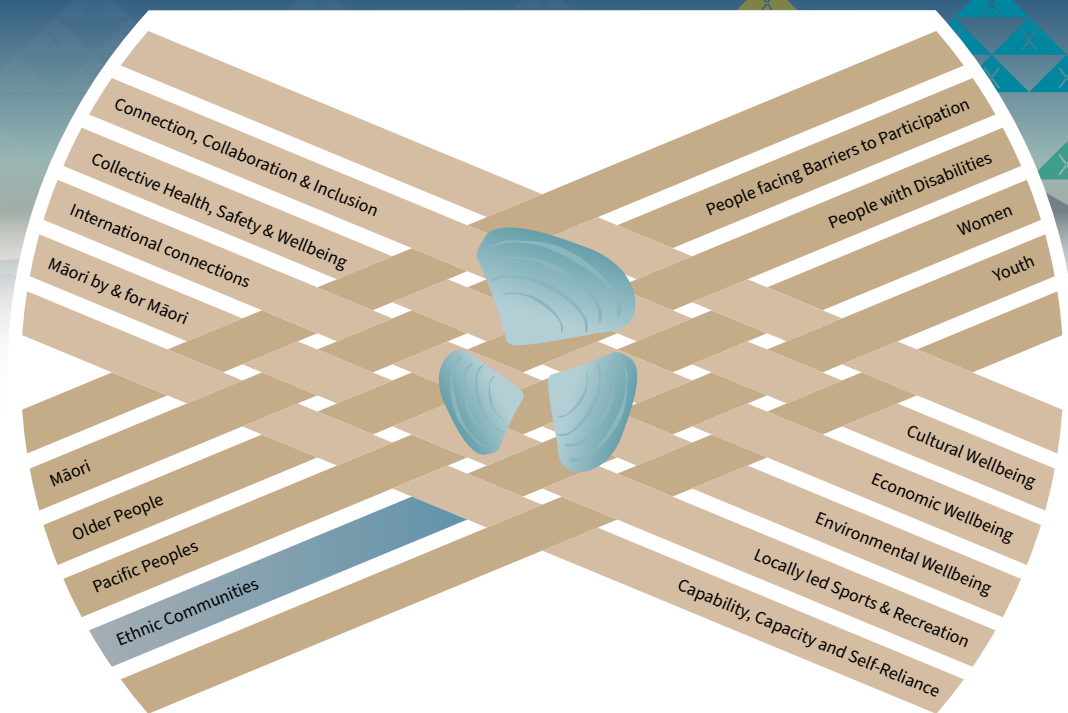 Connection, Collaboration & Inclusion
Collective Health, Safety & Wellbeing
International connections
Māori by & for Māori
People facing Barriers to Participation
People with Disabilities
Women
Youth
Māori
Older People
Pacific Peoples
Ethnic Communities
Cultural Wellbeing
Economic Wellbeing
Environmental Wellbeing
Locally led Sports & Recreation
Capability, Capacity and Self-Reliance